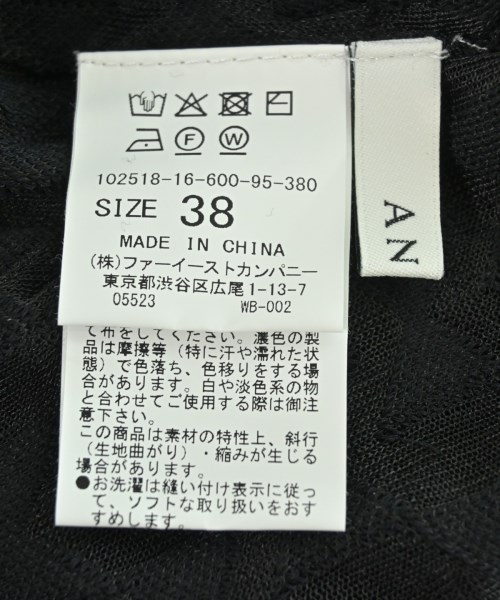 F W
102518-16-600-95-380
SIZE 38
MADE IN CHINA
(株)ファーイーストカンパニー
東京都渋谷区広尾1-13-7
05523 WB-002
て布をしてください。濃色の製
品は摩擦等（特に汗や濡れた状
態）で色落ち、色移りをする場
合があります。白や淡色系の物
と合わせてご使用する際は御注
意下さい。
この商品は素材の特性上、斜行
（生地曲がり）・縮みが生じる
場合があります。
●お洗濯は縫い付け表示に従っ
て、ソフトな取り扱いをおす
すめします。
AN